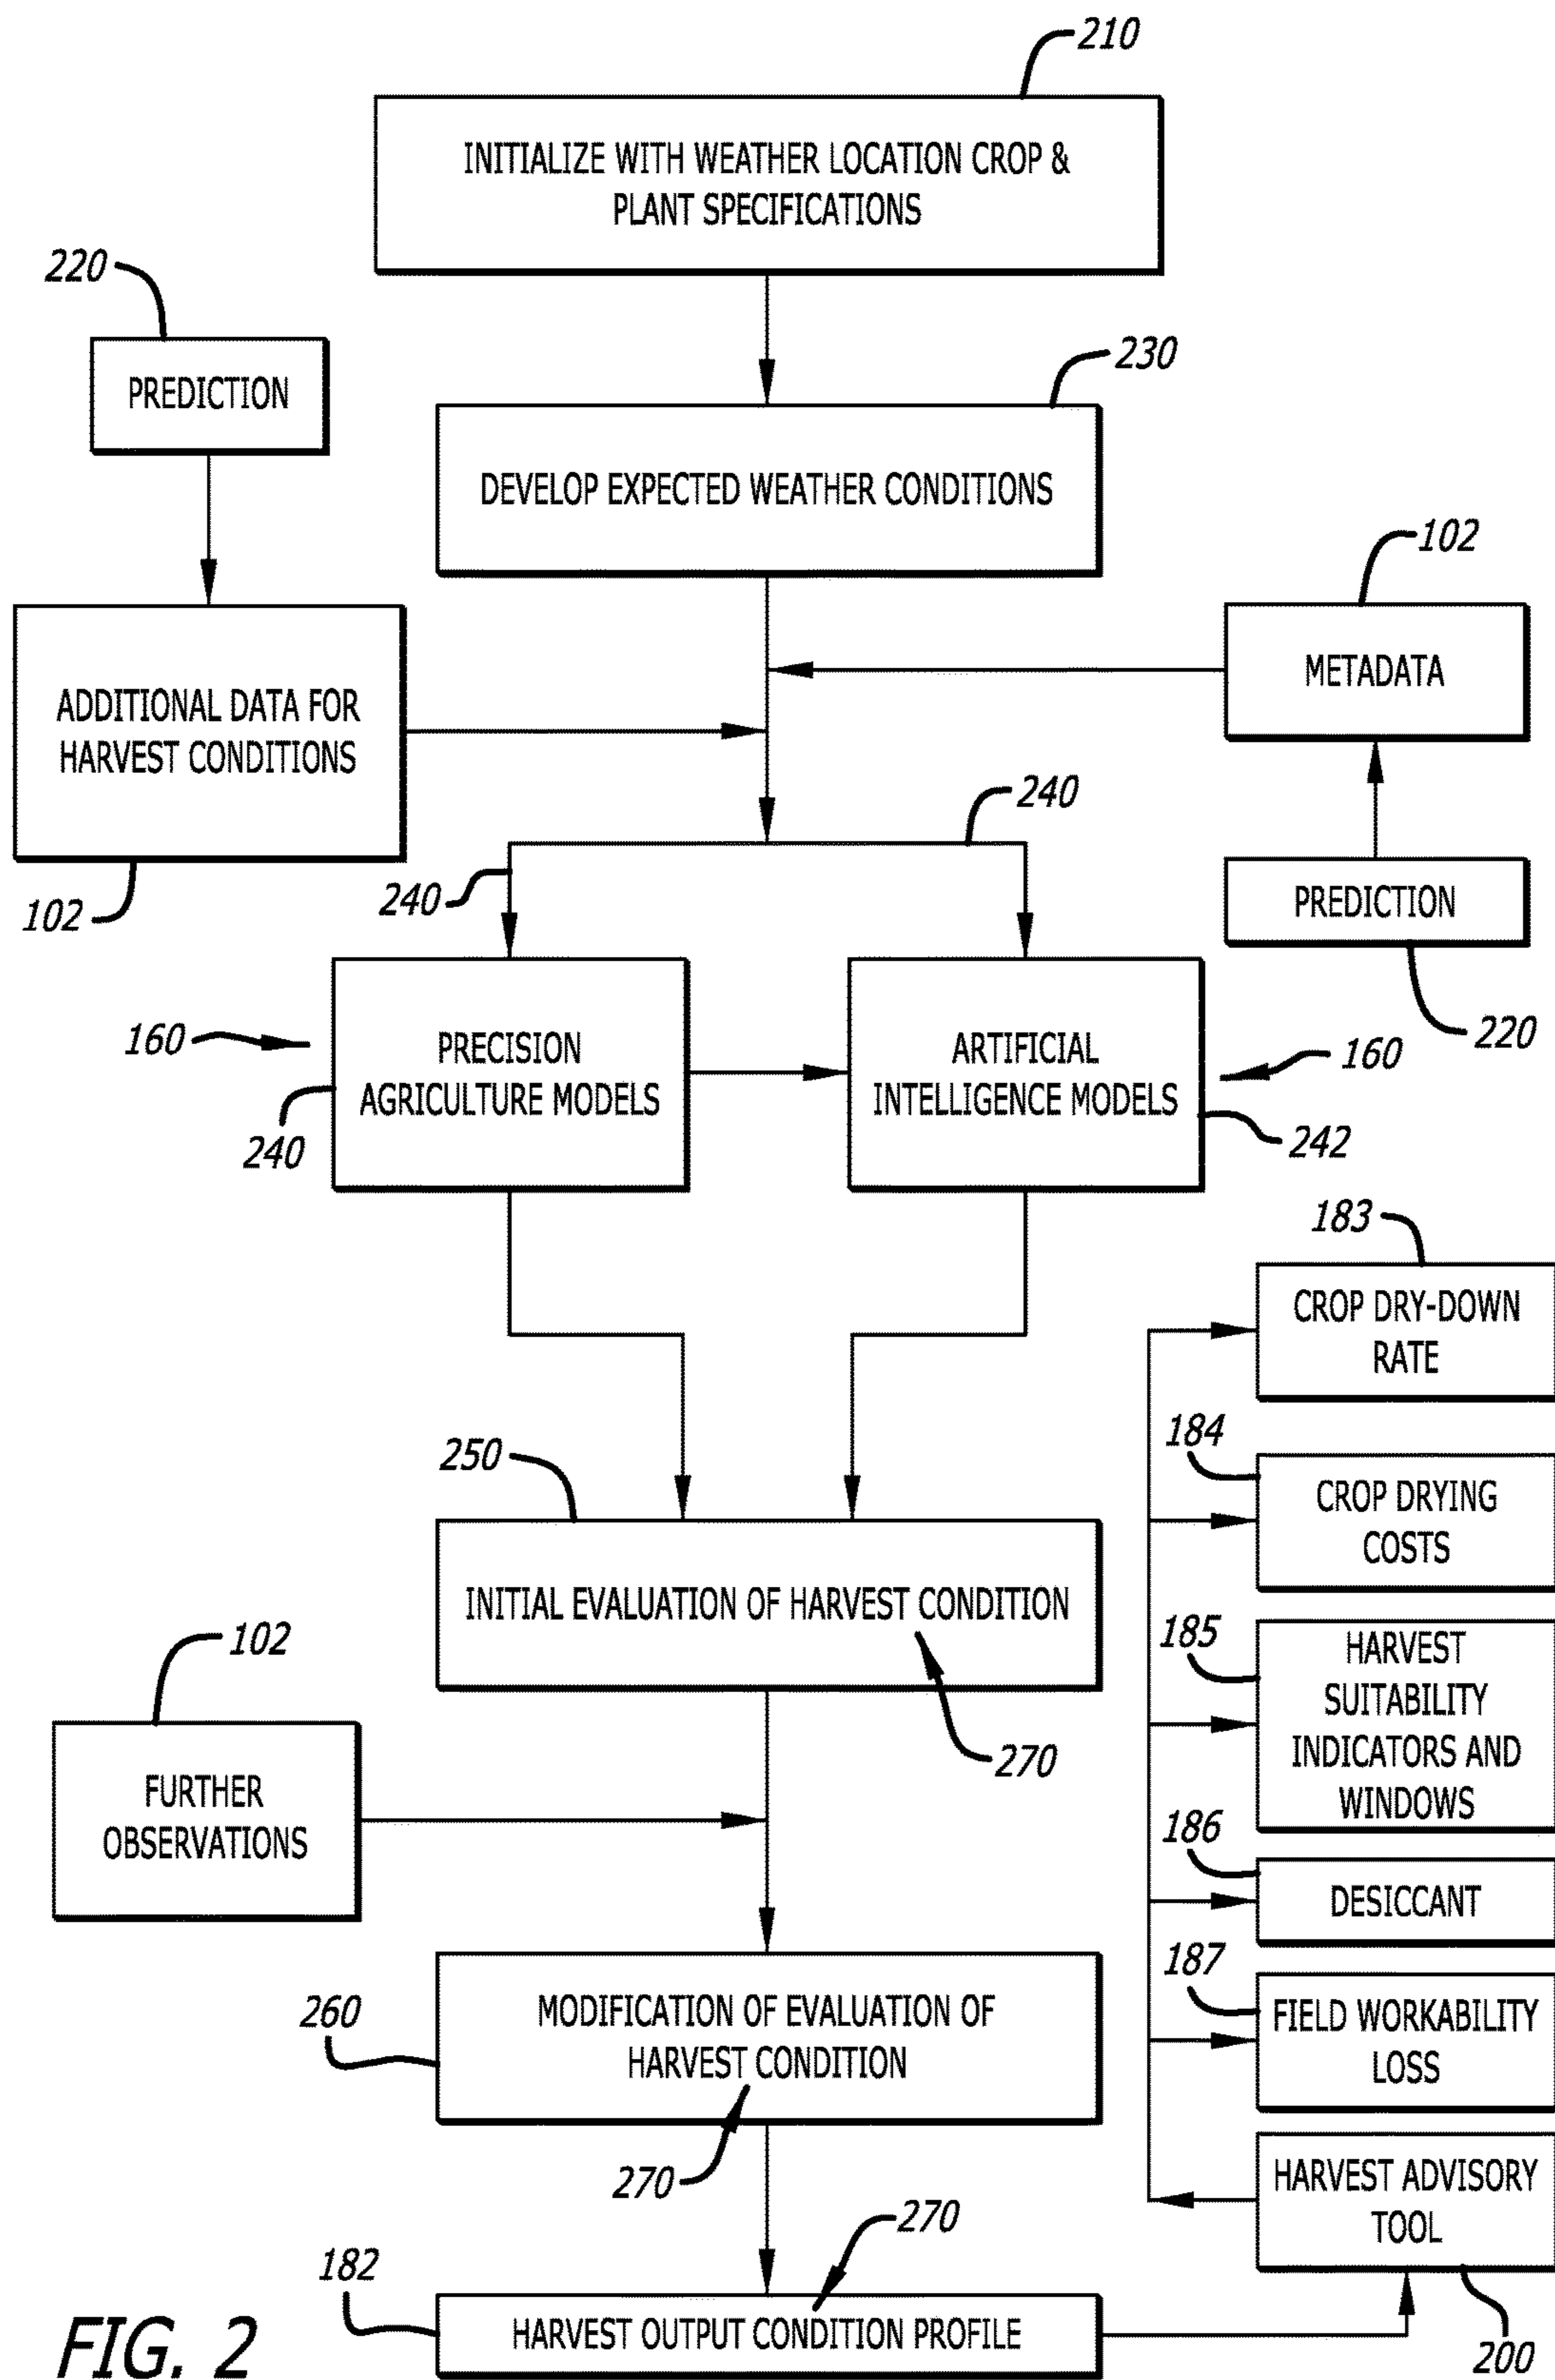 210
INITIALIZE WITH WEATHER LOCATION CROP &
PLANT SPECIFICATIONS
220
PREDICTION
230
DEVELOP EXPECTED WEATHER CONDITIONS
102
METADATA
ADDITIONAL DATA FOR
HARVEST CONDITIONS
102
240
240
PREDICTION
220
160
PRECISION
AGRICULTURE MODELS
240
ARTIFICIAL
INTELLIGENCE MODELS
160
242
183
CROP DRY-DOWN
RATE
184
CROP DRYING
COSTS
250
INITIAL EVALUATION OF HARVEST CONDITION
270
185
HARVEST
SUITABILITY
INDICATORS AND
WINDOWS
102
FURTHER
OBSERVATIONS
186
DESICCANT
187
FIELD WORKABILITY
LOSS
260
MODIFICATION OF EVALUATION OF
HARVEST CONDITION
270
HARVEST ADVISORY
TOOL
200
270
182
HARVEST OUTPUT CONDITION PROFILE
FIG. 2